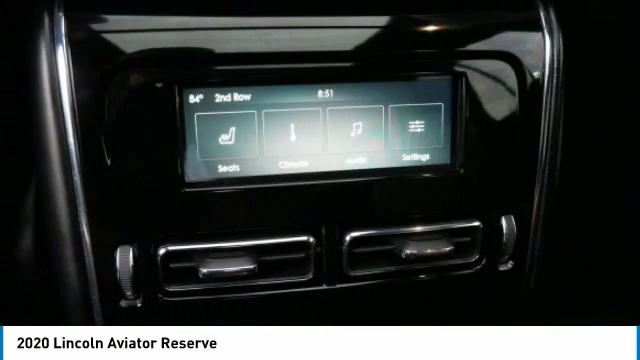 84° 2nd Row 8:51
Seats Climate Audio Settings
2020 Lincoln Aviator Reserve